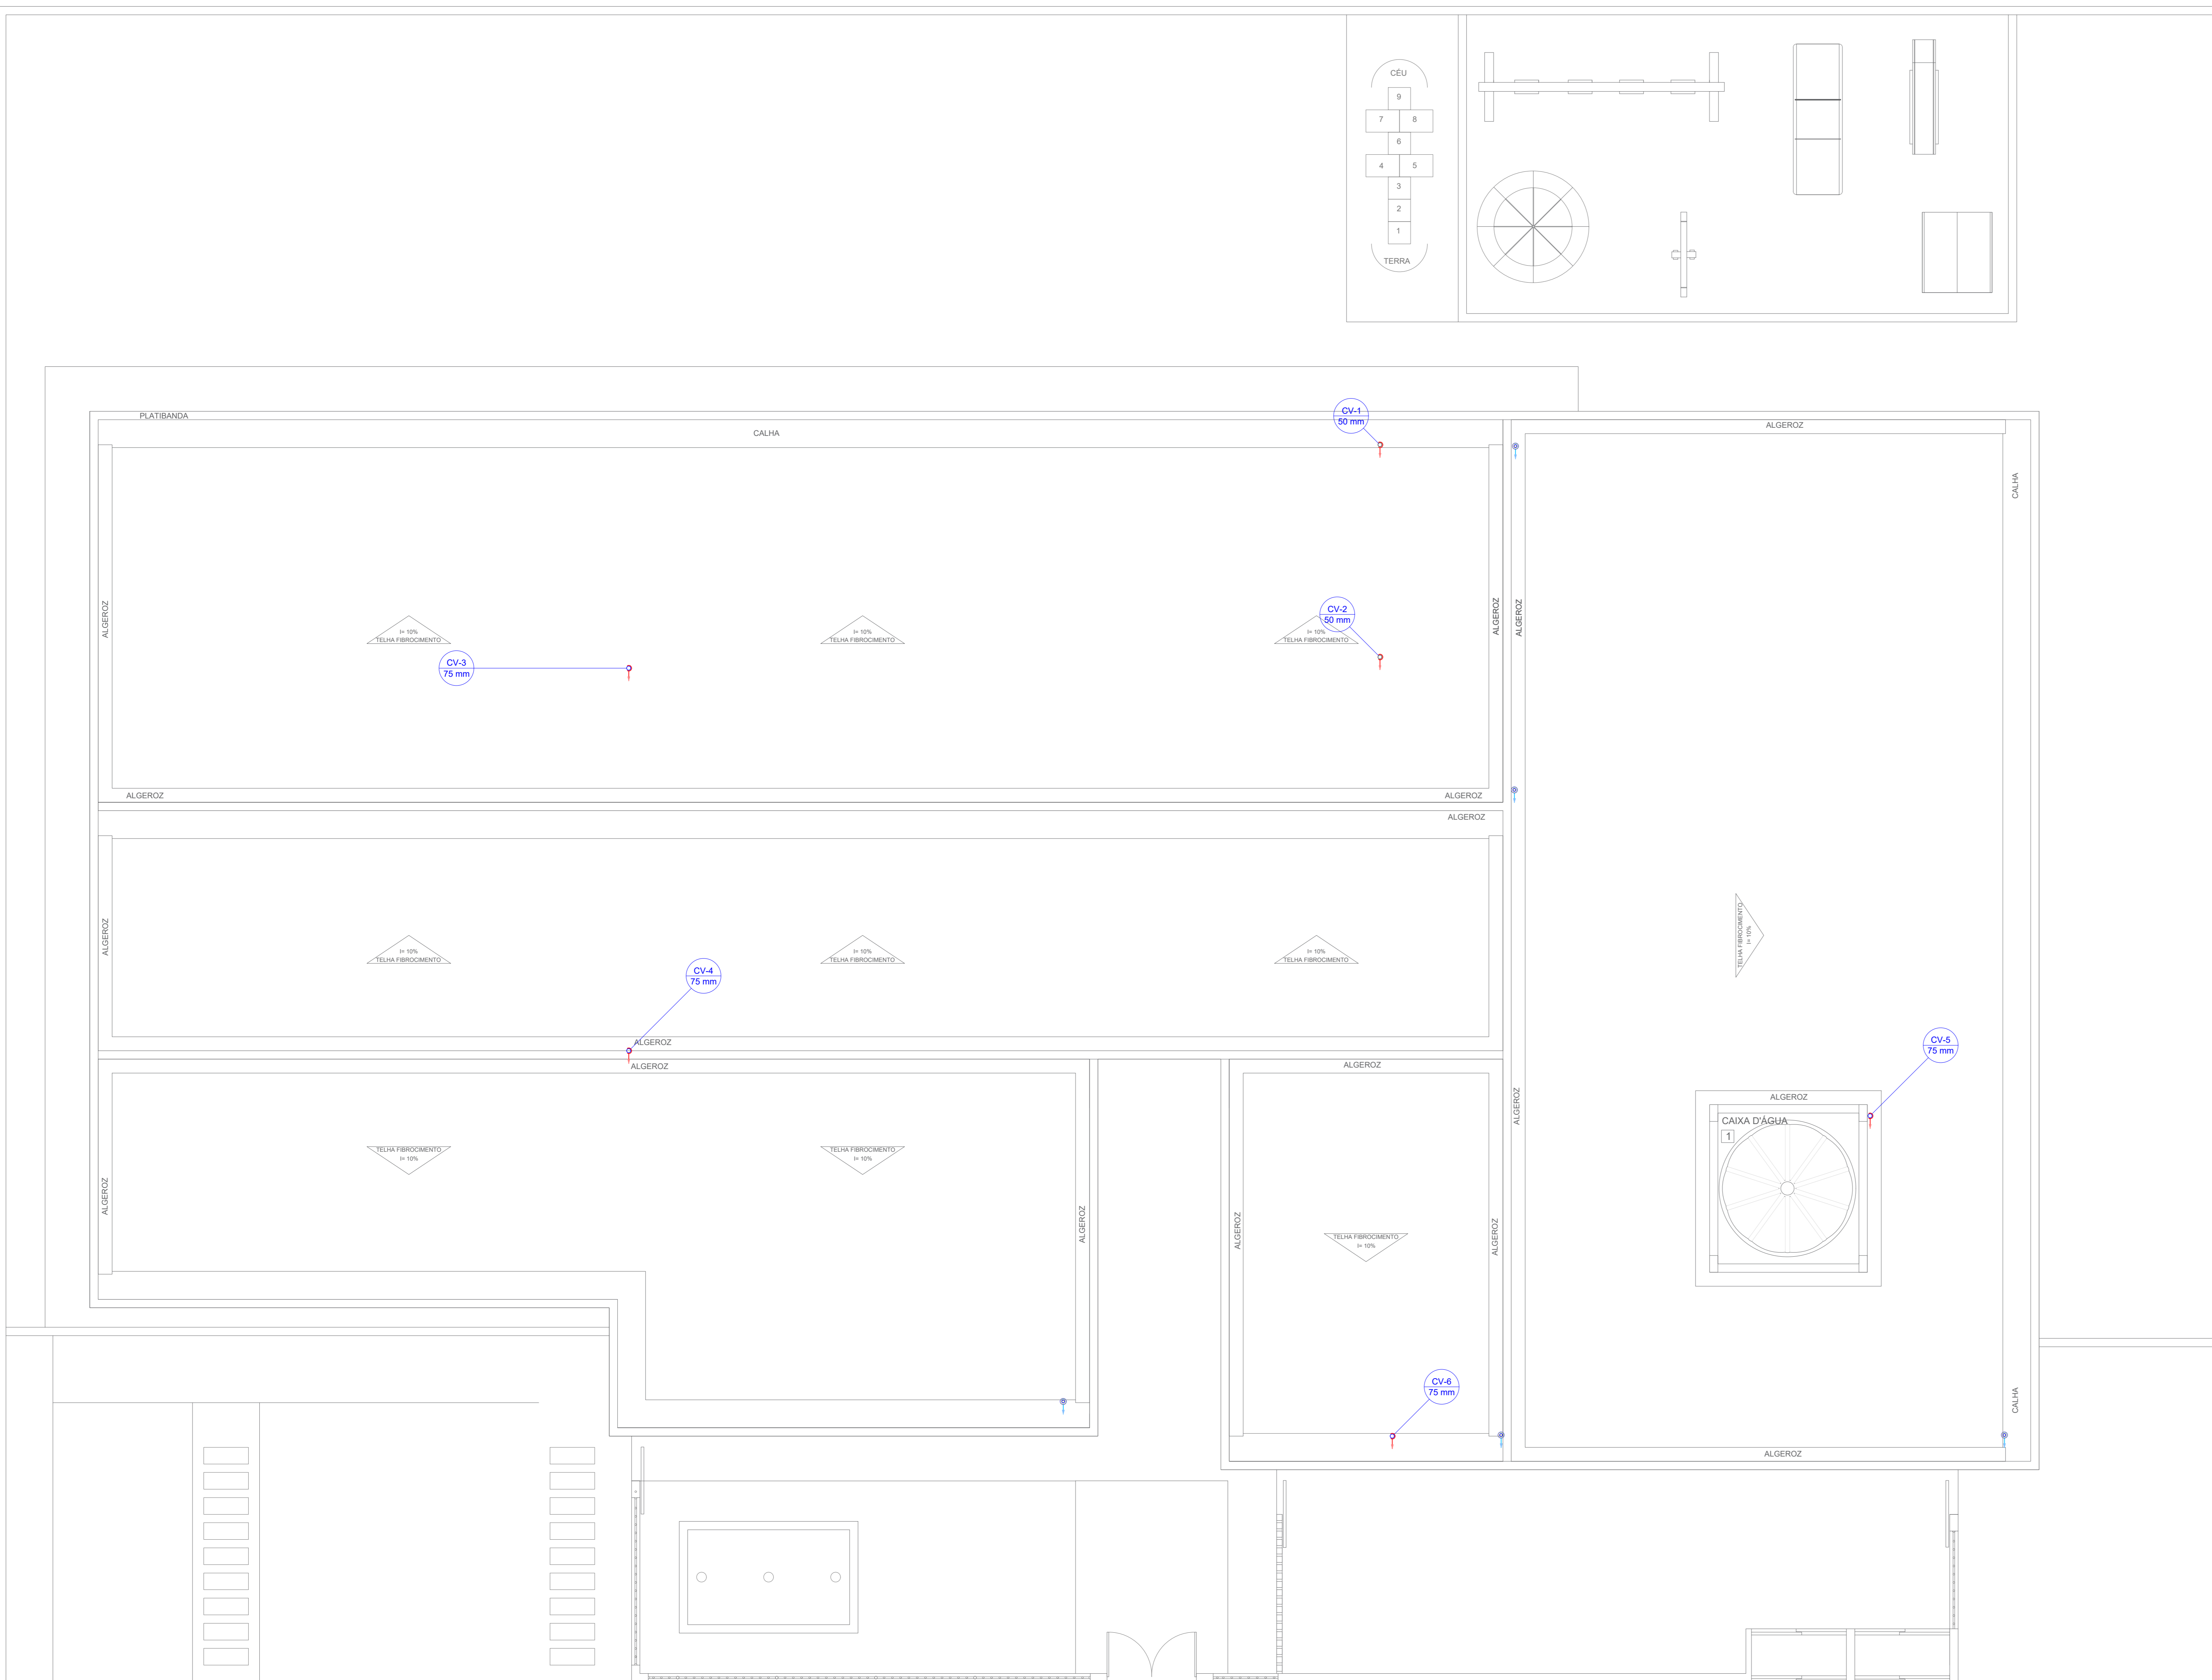 CÉU
9
7
8
6
4
5
3
2
1
TERRA
PLATIBANDA
CALHA
CV-1
50 mm
ALGEROZ
CALHA
ALGEROZ
I= 10%
TELHA FIBROCIMENTO
I= 10%
TELHA FIBROCIMENTO
CV-2
50 mm
I= 10%
TELHA FIBROCIMENTO
ALGEROZ
ALGEROZ
CV-3
75 mm
ALGEROZ
ALGEROZ
ALGEROZ
ALGEROZ
I= 10%
TELHA FIBROCIMENTO
I= 10%
TELHA FIBROCIMENTO
I= 10%
TELHA FIBROCIMENTO
TELHA FIBROCIMENTO
I= 10%
CV-4
75 mm
ALGEROZ
ALGEROZ
ALGEROZ
CV-5
75 mm
ALGEROZ
ALGEROZ
CAIXA D'ÁGUA
1
ALGEROZ
TELHA FIBROCIMENTO
I= 10%
TELHA FIBROCIMENTO
I= 10%
ALGEROZ
ALGEROZ
TELHA FIBROCIMENTO
I= 10%
ALGEROZ
CV-6
75 mm
CALHA
ALGEROZ